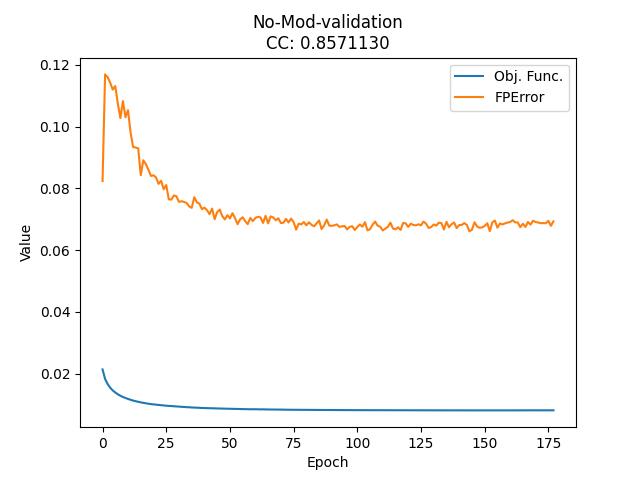 No-Mod-validation
CC: 0.8571130
Obj. Func.
FPError
0.12
0.10
0.08
0.06
0.04
0.02
Value
0 25 50 75 100 125 150 175
Epoch